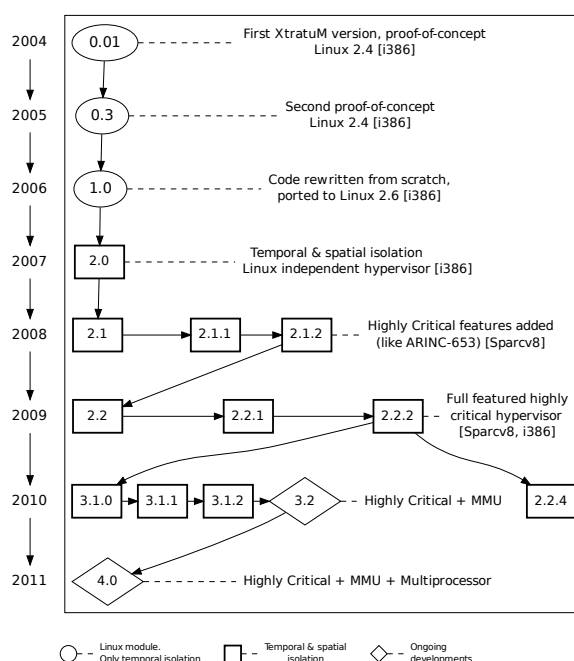 2004
0.01
First XtratuM version, proof-of-concept
Linux 2.4 [i386]
2005
0.3
Second proof-of-concept
Linux 2.4 [i386]
2006
1.0
Code rewritten from scratch,
ported to Linux 2.6 [i386]
2007
2.0
Temporal & spatial isolation
Linux independent hypervisor [i386]
2008
2.1
2.1.1
2.1.2
Highly Critical features added
(like ARINC-653) [Sparcv8]
2009
2.2
2.2.1
2.2.2
Full featured highly
critical hypervisor
[Sparcv8, i386]
2010
3.1.0
3.1.1
3.1.2
3.2
Highly Critical + MMU
2.2.4
2011
4.0
Highly Critical + MMU + Multiprocessor
Linux module.
Only temporal isolation
Temporal & spatial
isolation
Ongoing
developments